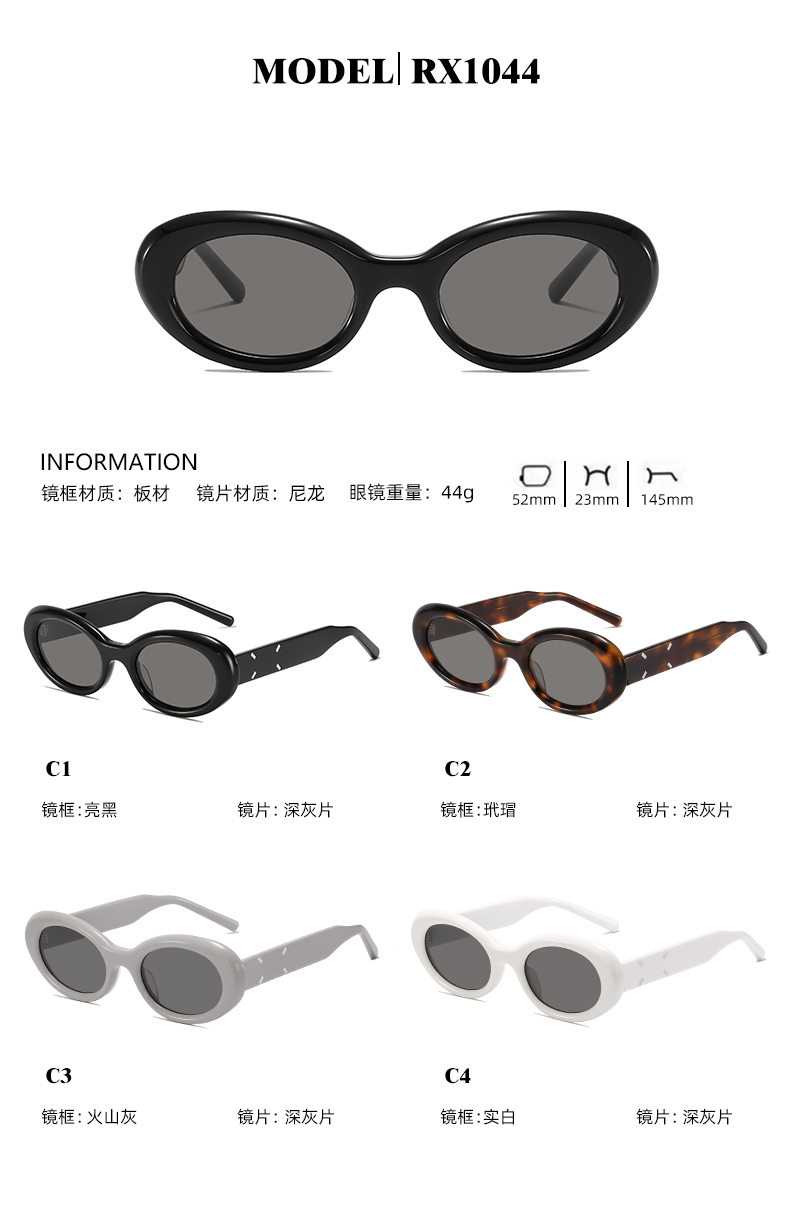 MODEL | RX1044
INFORMATION
镜框材质：板材 镜片材质：尼龙 眼镜重量：44g
52mm 23mm 145mm
C1 C2
镜框:亮黑 镜片: 深灰片 镜框:玳瑁 镜片: 深灰片
C3 C4
镜框: 火山灰 镜片: 深灰片 镜框:实白 镜片: 深灰片